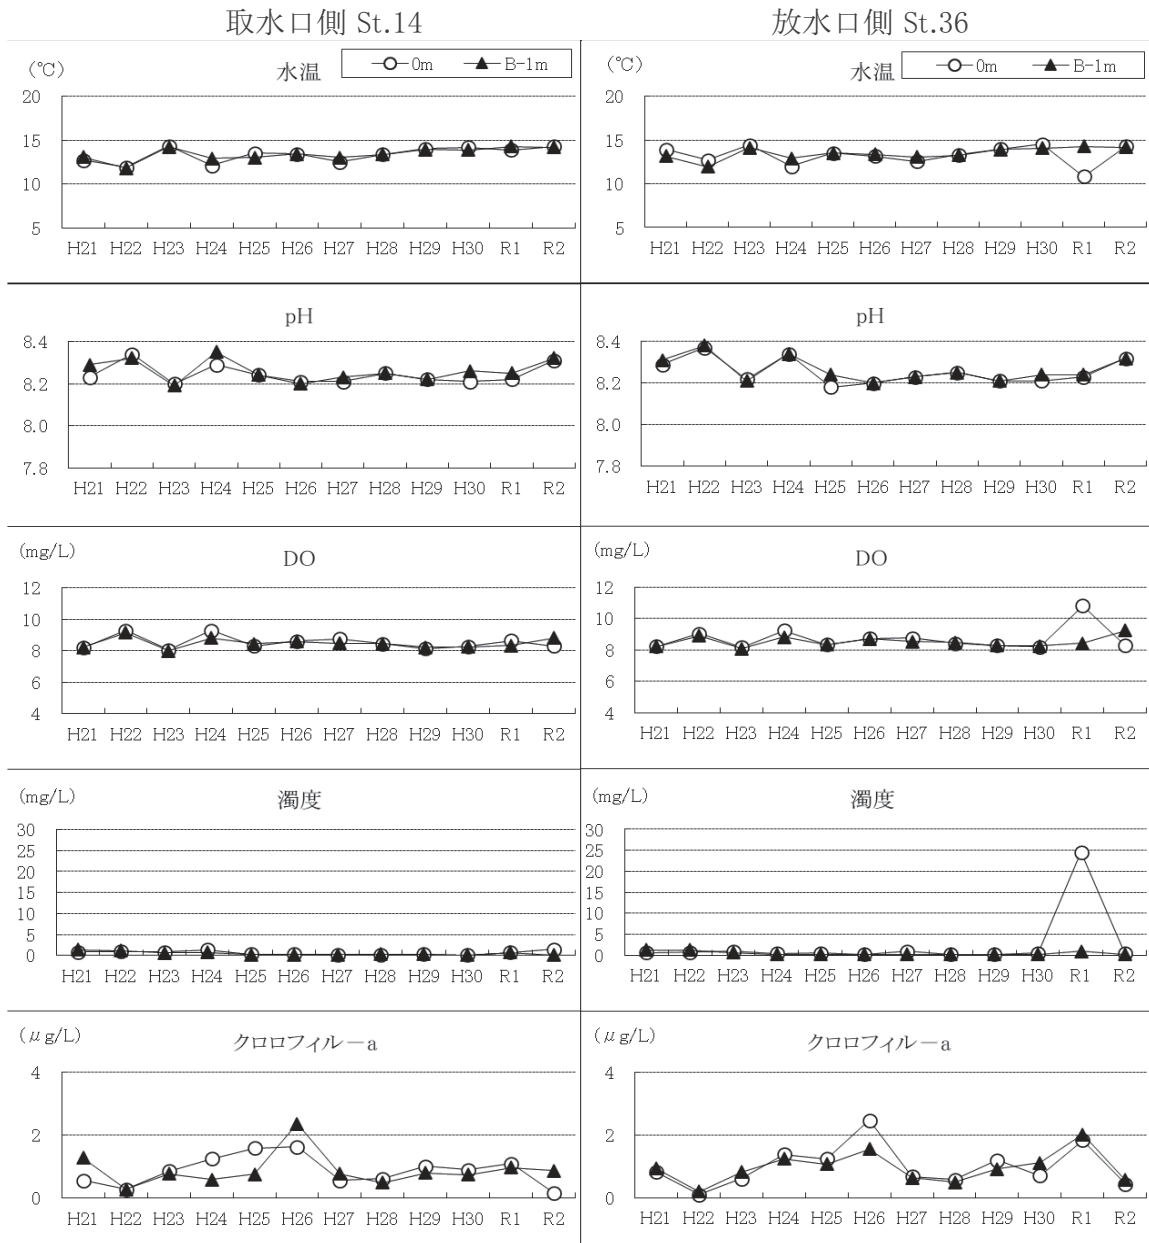 取水口側 St.14
放水口側 St.36
(℃)
水温
0m B-1m
20
15
10
5
H21 H22 H23 H24 H25 H26 H27 H28 H29 H30 R1 R2
(℃)
水温
0m B-1m
20
15
10
5
H21 H22 H23 H24 H25 H26 H27 H28 H29 H30 R1 R2
pH
8.4
8.2
8.0
7.8
H21 H22 H23 H24 H25 H26 H27 H28 H29 H30 R1 R2
pH
8.4
8.2
8.0
7.8
H21 H22 H23 H24 H25 H26 H27 H28 H29 H30 R1 R2
(mg/L)
DO
12
10
8
6
4
H21 H22 H23 H24 H25 H26 H27 H28 H29 H30 R1 R2
(mg/L)
DO
12
10
8
6
4
H21 H22 H23 H24 H25 H26 H27 H28 H29 H30 R1 R2
(mg/L)
濁度
30
25
20
15
10
5
0
H21 H22 H23 H24 H25 H26 H27 H28 H29 H30 R1 R2
(mg/L)
濁度
30
25
20
15
10
5
0
H21 H22 H23 H24 H25 H26 H27 H28 H29 H30 R1 R2
(μg/L)
クロロフィル－a
4
2
0
H21 H22 H23 H24 H25 H26 H27 H28 H29 H30 R1 R2
(μg/L)
クロロフィル－a
4
2
0
H21 H22 H23 H24 H25 H26 H27 H28 H29 H30 R1 R2